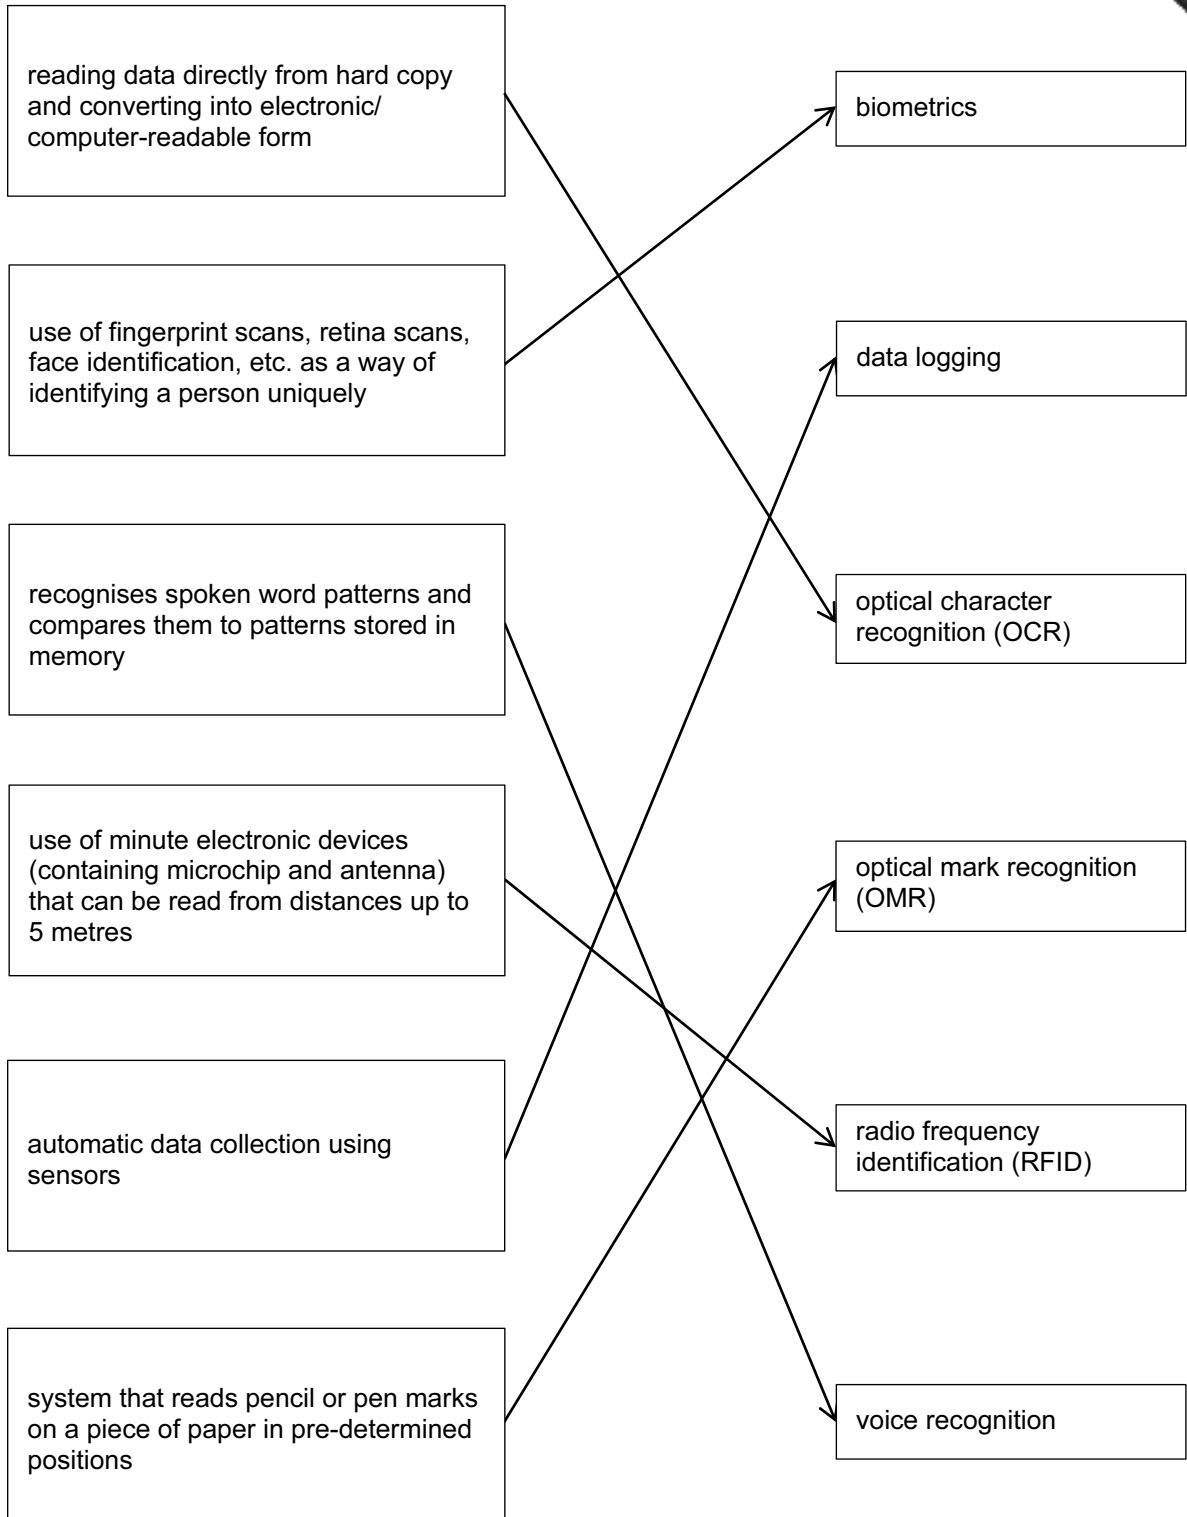 reading data directly from hard copy
and converting into electronic/
computer-readable form
biometrics
use of fingerprint scans, retina scans,
face identification, etc. as a way of
identifying a person uniquely
data logging
recognises spoken word patterns and
compares them to patterns stored in
memory
optical character
recognition (OCR)
use of minute electronic devices
(containing microchip and antenna)
that can be read from distances up to
5 metres
optical mark recognition
(OMR)
automatic data collection using
sensors
radio frequency
identification (RFID)
system that reads pencil or pen marks
on a piece of paper in pre-determined
positions
voice recognition